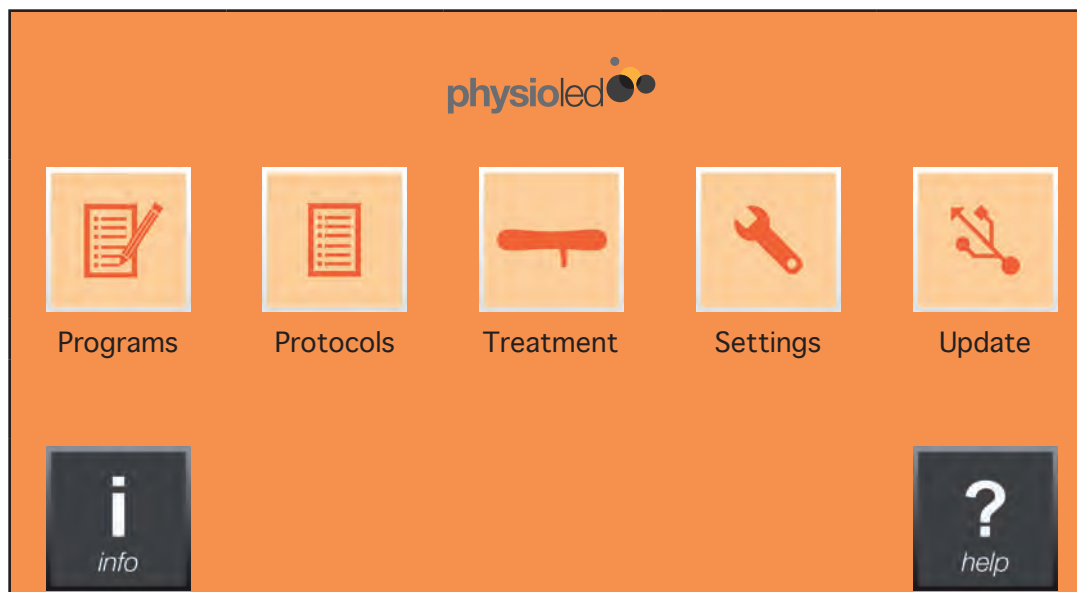 physioled
Programs Protocols Treatment Settings Update
i ?
info help